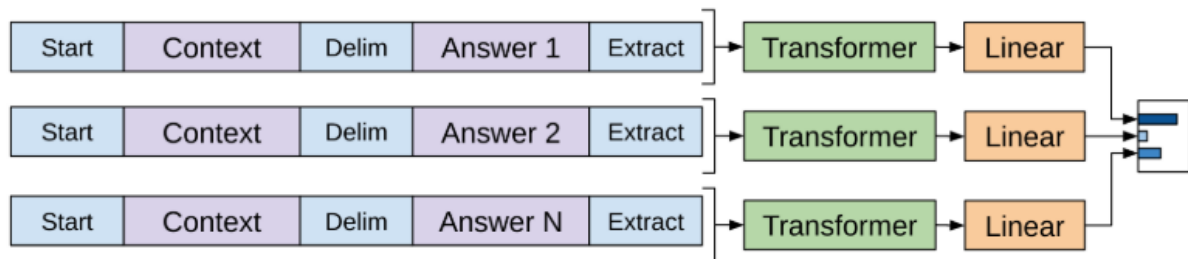 Start Context Delim Answer 1 Extract Transformer Linear
Start Context Delim Answer 2 Extract Transformer Linear
Start Context Delim Answer N Extract Transformer Linear